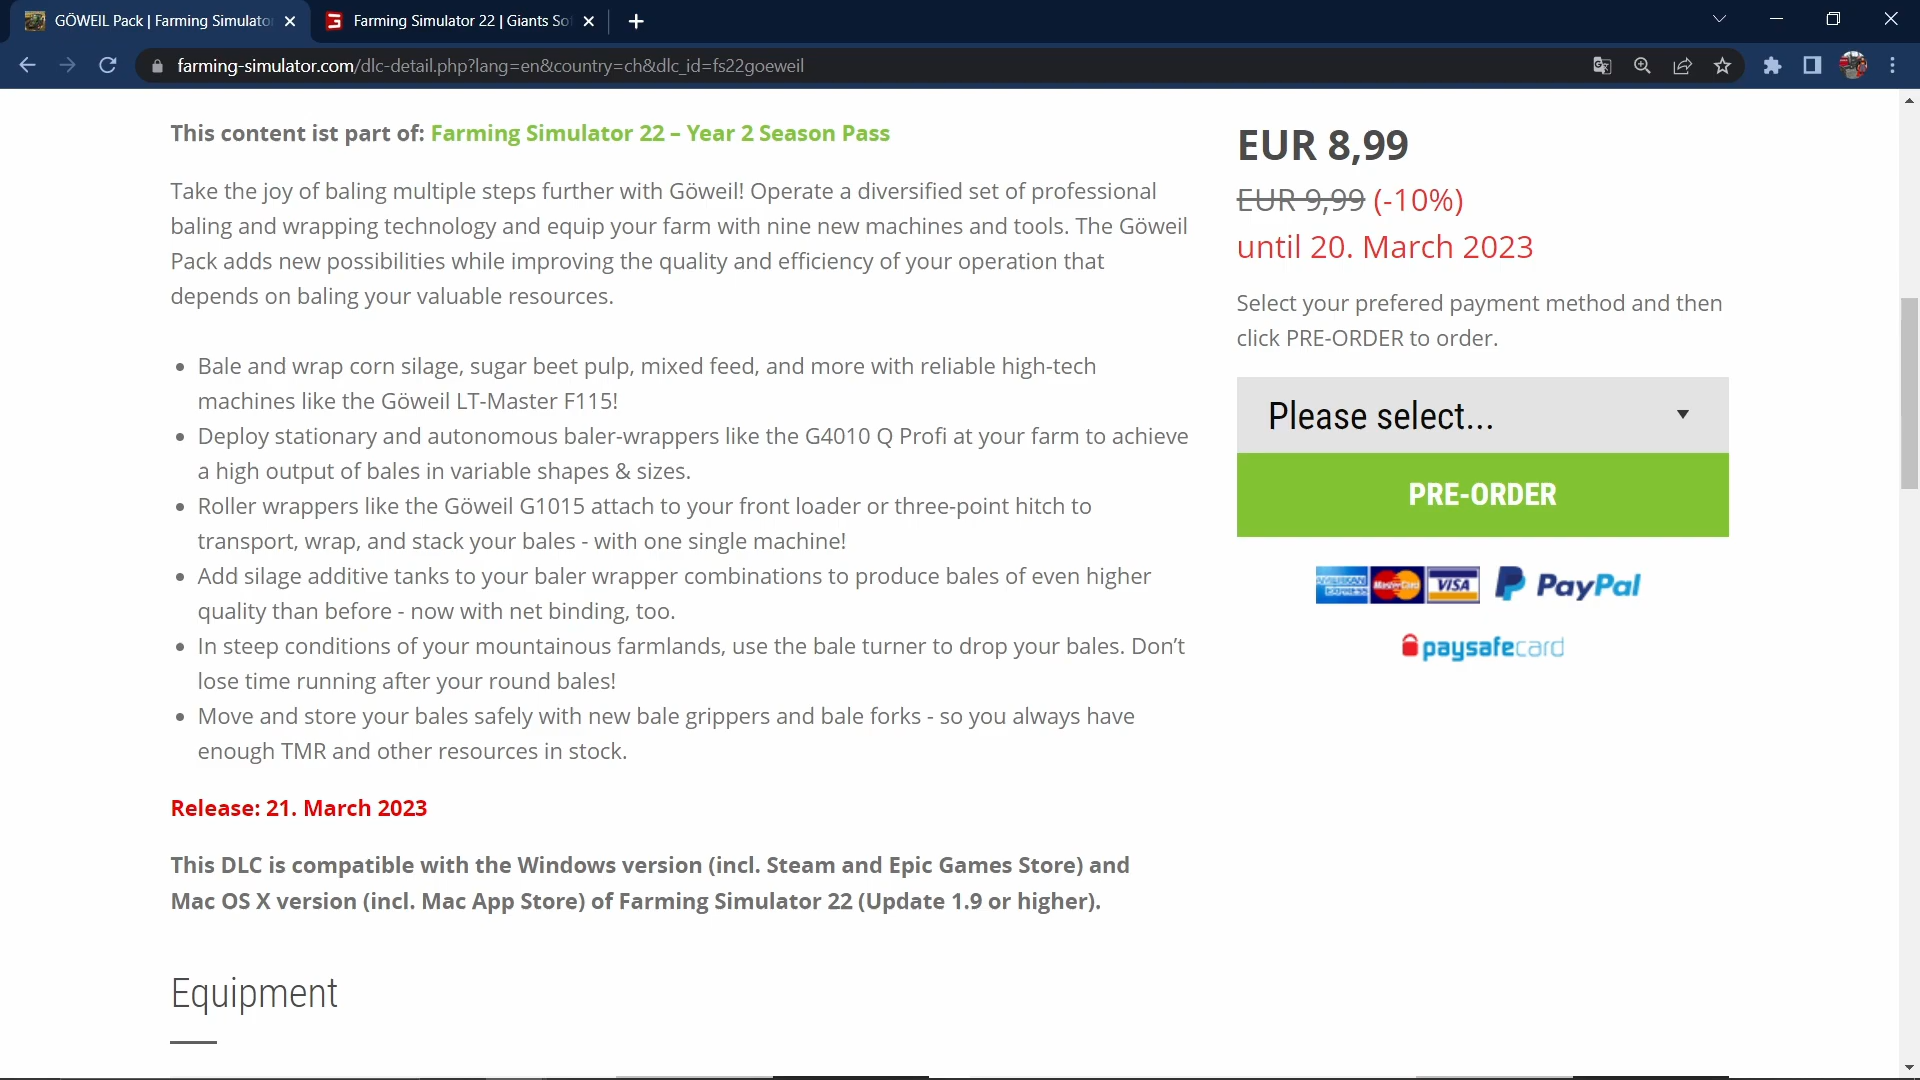 GÖWEIL Pack | Farming Simulator
Farming Simulator 22 | Giants So
farming-simulator.com/dlc-detail.php?lang=en&country=ch&dlc_id=fs22goeweil
This content ist part of: Farming Simulator 22 – Year 2 Season Pass
Take the joy of baling multiple steps further with Göweil! Operate a diversified set of professional
baling and wrapping technology and equip your farm with nine new machines and tools. The Göweil
Pack adds new possibilities while improving the quality and efficiency of your operation that
depends on baling your valuable resources.
• Bale and wrap corn silage, sugar beet pulp, mixed feed, and more with reliable high-tech
machines like the Göweil LT-Master F115!
• Deploy stationary and autonomous baler-wrappers like the G4010 Q Profi at your farm to achieve
a high output of bales in variable shapes & sizes.
• Roller wrappers like the Göweil G1015 attach to your front loader or three-point hitch to
transport, wrap, and stack your bales - with one single machine!
• Add silage additive tanks to your baler wrapper combinations to produce bales of even higher
quality than before - now with net binding, too.
• In steep conditions of your mountainous farmlands, use the bale turner to drop your bales. Don’t
lose time running after your round bales!
• Move and store your bales safely with new bale grippers and bale forks - so you always have
enough TMR and other resources in stock.
Release: 21. March 2023
This DLC is compatible with the Windows version (incl. Steam and Epic Games Store) and
Mac OS X version (incl. Mac App Store) of Farming Simulator 22 (Update 1.9 or higher).
Equipment
EUR 8,99
EUR 9,99 (-10%)
until 20. March 2023
Select your prefered payment method and then
click PRE-ORDER to order.
Please select...
PRE-ORDER
AMERICAN EXPRESS MasterCard VISA PayPal
paysafecard